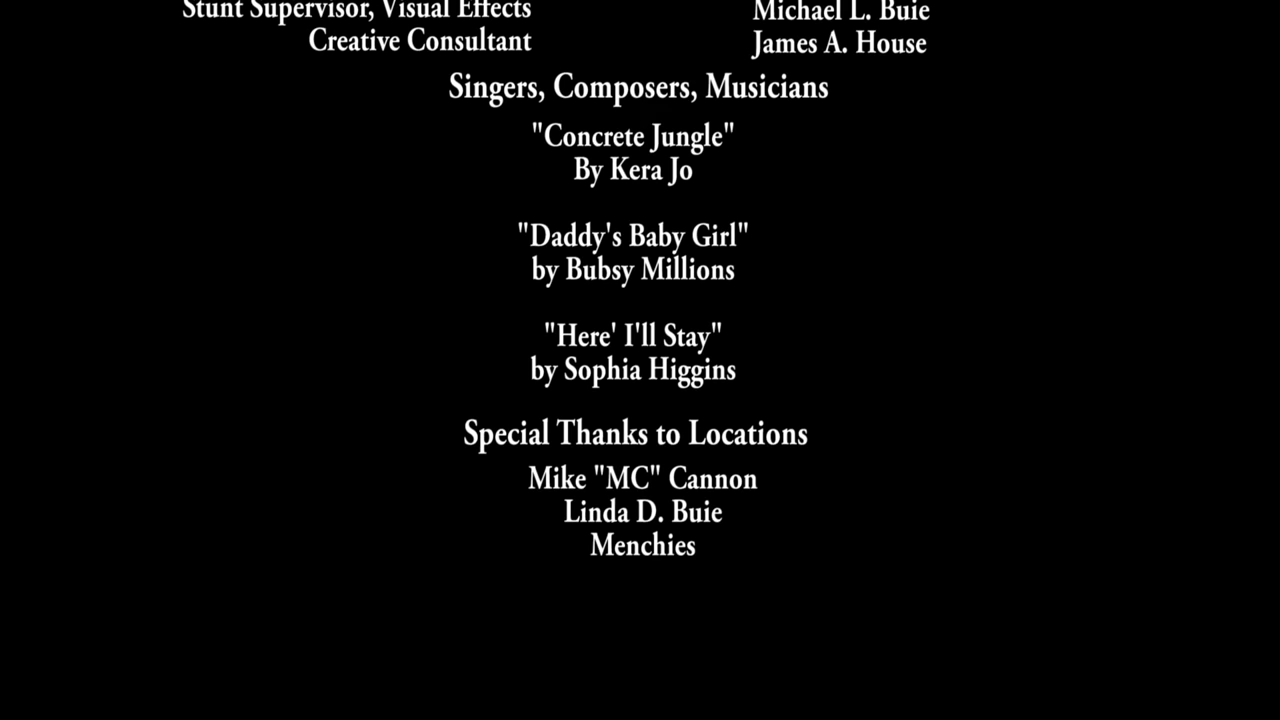 Stunt Supervisor, Visual Effects Michael L. Buie
Creative Consultant James A. House
Singers, Composers, Musicians
"Concrete Jungle"
By Kera Jo
"Daddy's Baby Girl"
by Bubsy Millions
"Here' I'll Stay"
by Sophia Higgins
Special Thanks to Locations
Mike "MC" Cannon
Linda D. Buie
Menchies